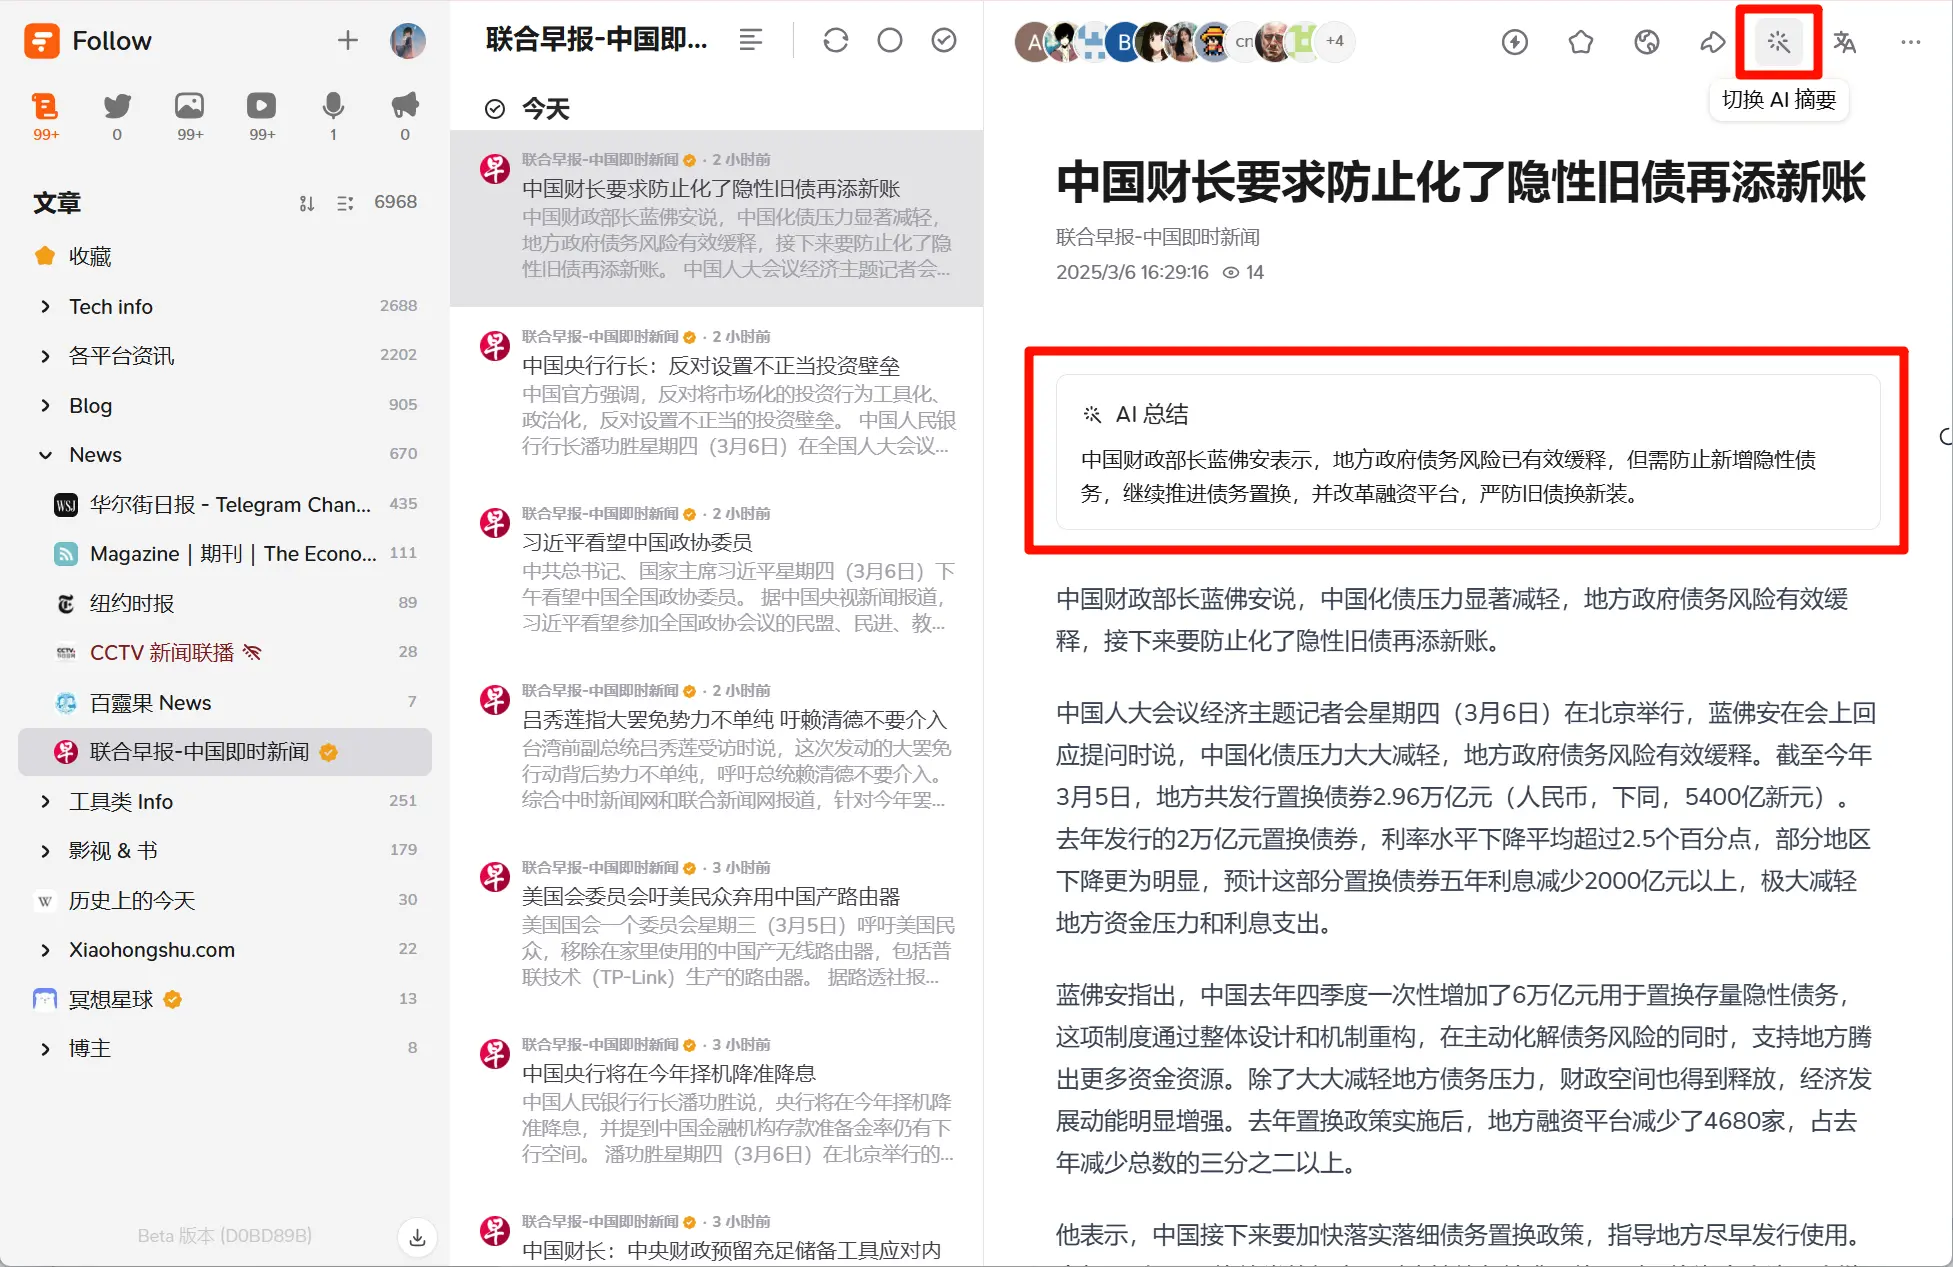 Follow
99+
0
99+
99+
1
0
文章
6968
收藏
Tech info 2688
各平台资讯 2202
Blog 905
News 670
WSJ 华尔街日报 - Telegram Chan... 435
Magazine | 期刊 | The Econo... 111
纽约时报 89
CCTV 新闻联播 28
百靈果 News 7
早 联合早报-中国即时新闻
工具类 Info 251
影视 & 书 179
W 历史上的今天 30
Xiaohongshu.com 22
冥想星球 13
博主 8
Beta 版本 (D0BD89B)
联合早报-中国即...
今天
早 联合早报-中国即时新闻 · 2 小时前
中国财长要求防止化了隐性旧债再添新账
中国财政部长蓝佛安说，中国化债压力显著减轻，
地方政府债务风险有效缓释，接下来要防止化了隐
性旧债再添新账。 中国人大会议经济主题记者会...
早 联合早报-中国即时新闻 · 2 小时前
中国央行行长：反对设置不正当投资壁垒
中国官方强调，反对将市场化的投资行为工具化、
政治化，反对设置不正当的投资壁垒。 中国人民银
行行长潘功胜星期四（3月6日）在全国人大会议...
早 联合早报-中国即时新闻 · 2 小时前
习近平看望中国政协委员
中共总书记、国家主席习近平星期四（3月6日）下
午看望中国全国政协委员。 据中国央视新闻报道，
习近平看望参加全国政协会议的民盟、民进、教...
早 联合早报-中国即时新闻 · 2 小时前
吕秀莲指大罢免势力不单纯 吁赖清德不要介入
台湾前副总统吕秀莲受访时说，这次发动的大罢免
行动背后势力不单纯，呼吁总统赖清德不要介入。
综合中时新闻网和联合新闻网报道，针对今年罢...
早 联合早报-中国即时新闻 · 3 小时前
美国会委员会吁美民众弃用中国产路由器
美国国会一个委员会星期三（3月5日）呼吁美国民
众，移除在家里使用的中国产无线路由器，包括普
联技术（TP-Link）生产的路由器。 据路透社报...
早 联合早报-中国即时新闻 · 3 小时前
中国央行将在今年择机降准降息
中国人民银行行长潘功胜说，央行将在今年择机降
准降息，并提到中国金融机构存款准备金率仍有下
行空间。 潘功胜星期四（3月6日）在北京举行的...
早 联合早报-中国即时新闻 · 3 小时前
中国财长：中央财政预留充足储备工具应对内
A B cn +4
切换 AI 摘要
中国财长要求防止化了隐性旧债再添新账
联合早报-中国即时新闻
2025/3/6 16:29:16 14
AI 总结
中国财政部长蓝佛安表示，地方政府债务风险已有效缓释，但需防止新增隐性债
务，继续推进债务置换，并改革融资平台，严防旧债换新装。
中国财政部长蓝佛安说，中国化债压力显著减轻，地方政府债务风险有效缓
释，接下来要防止化了隐性旧债再添新账。
中国人大会议经济主题记者会星期四（3月6日）在北京举行，蓝佛安在会上回
应提问时说，中国化债压力大大减轻，地方政府债务风险有效缓释。截至今年
3月5日，地方共发行置换债券2.96万亿元（人民币，下同，5400亿新元）。
去年发行的2万亿元置换债券，利率水平下降平均超过2.5个百分点，部分地区
下降更为明显，预计这部分置换债券五年利息减少2000亿元以上，极大减轻
地方资金压力和利息支出。
蓝佛安指出，中国去年四季度一次性增加了6万亿元用于置换存量隐性债务，
这项制度通过整体设计和机制重构，在主动化解债务风险的同时，支持地方腾
出更多资金资源。除了大大减轻地方债务压力，财政空间也得到释放，经济发
展动能明显增强。去年置换政策实施后，地方融资平台减少了4680家，占去
年减少总数的三分之二以上。
他表示，中国接下来要加快落实落细债务置换政策，指导地方尽早发行使用。